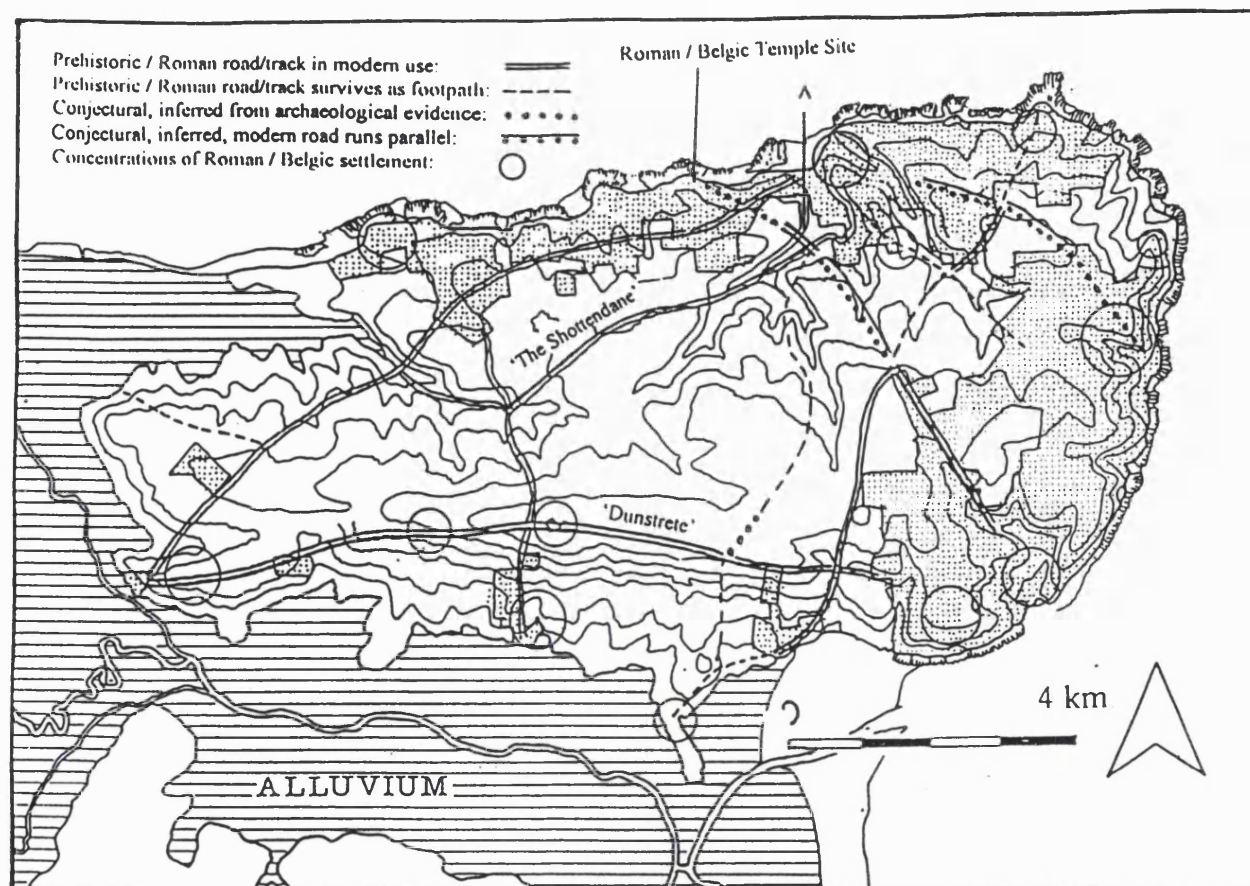 Prehistoric / Roman road/track in modern use:
Prehistoric / Roman road/track survives as footpath:
Conjectural, inferred from archaeological evidence:
Conjectural, inferred, modern road runs parallel:
Concentrations of Roman / Belgic settlement:
Roman / Belgic Temple Site
A
'The Shottendane'
'Dunstrete'
4 km
ALLUVIUM